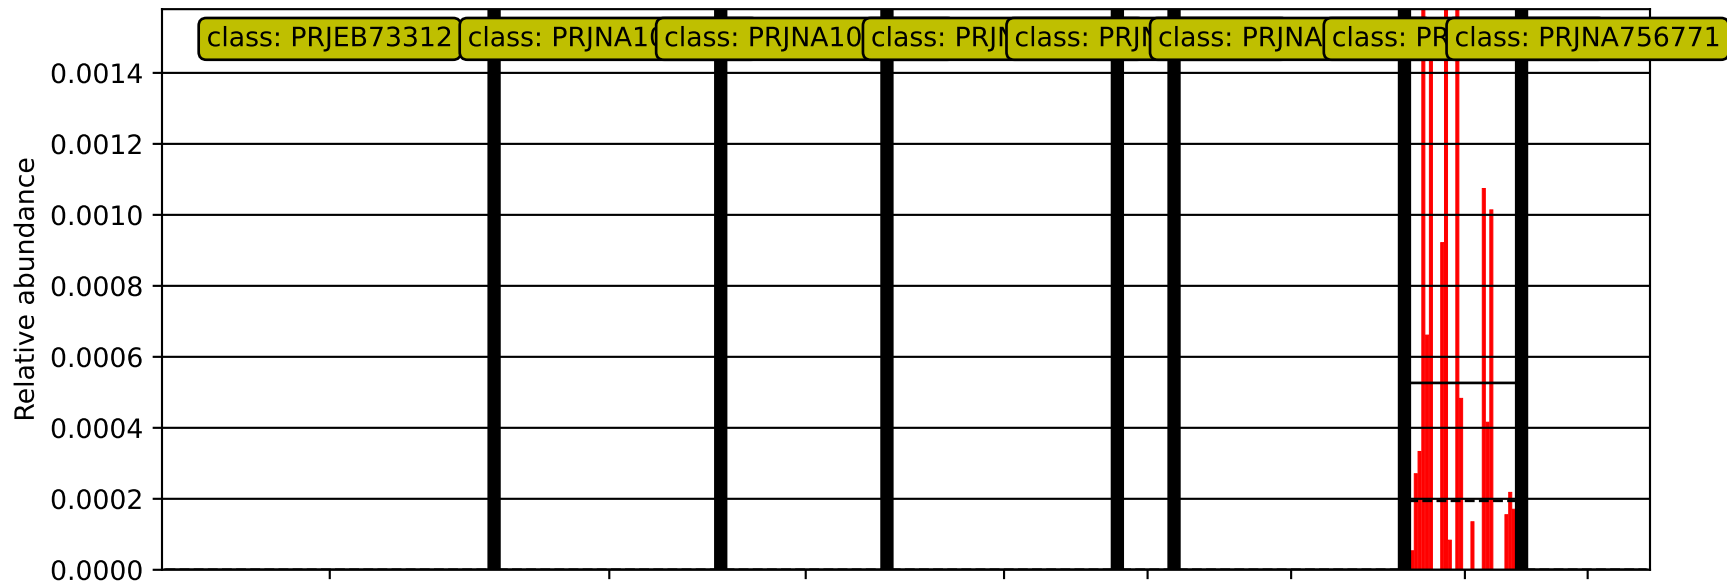 class: PRJEB73312
class: PRJNA10
class: PRJNA10
class: PRJN
class: PRJN
class: PRJNA
class: PR
class: PRJNA756771
0.0014
0.0012
0.0010
0.0008
0.0006
0.0004
0.0002
0.0000
Relative abundance